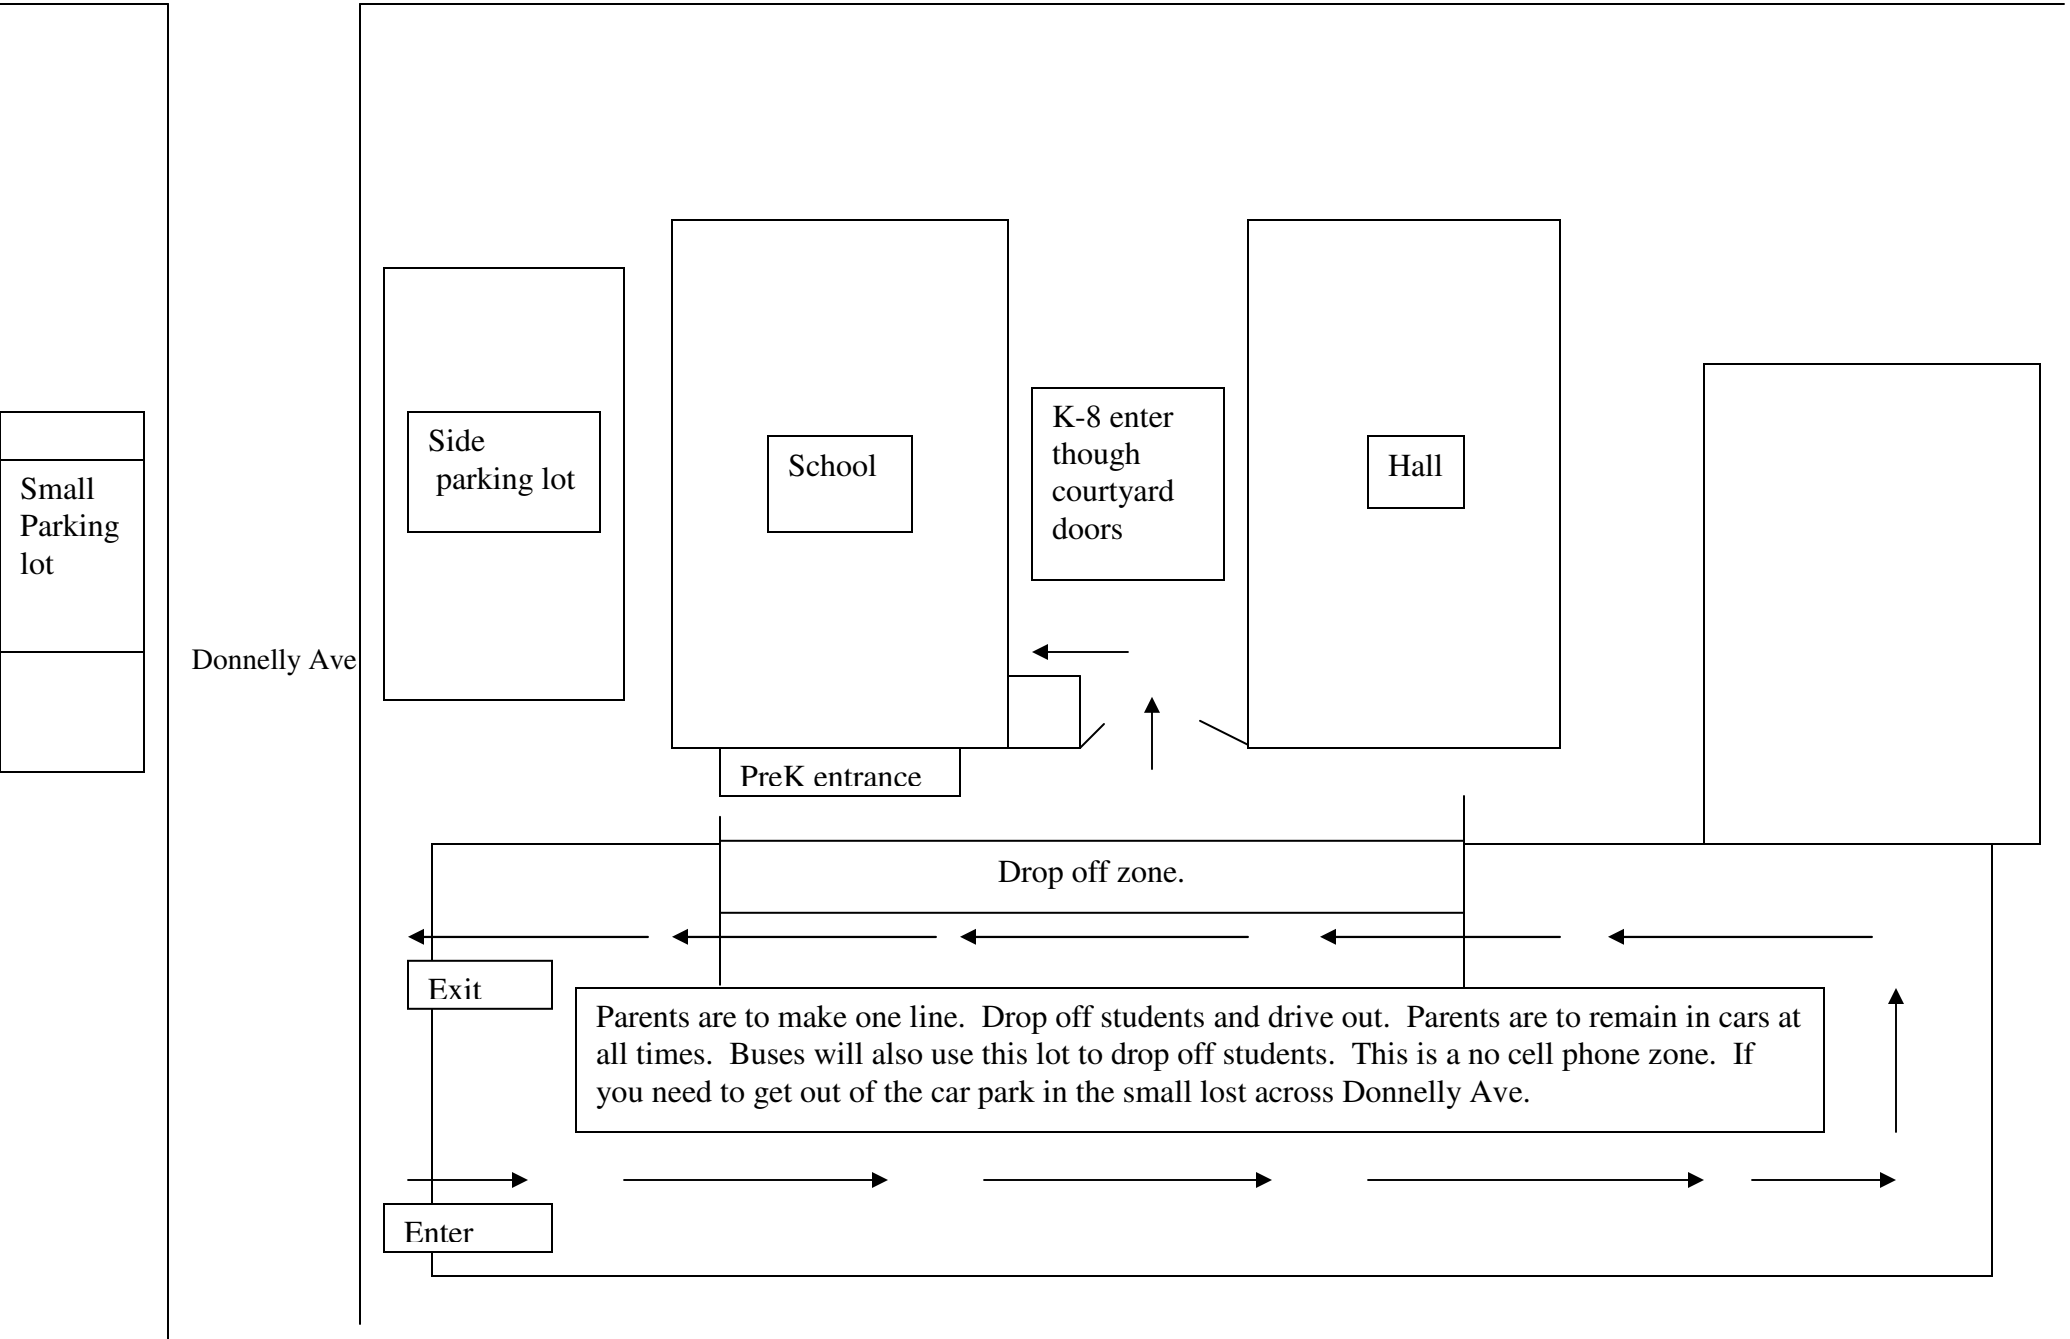 Small
Parking
lot
Donnelly Ave
Side
parking lot
School
K-8 enter
though
courtyard
doors
Hall
PreK entrance
Drop off zone.
Exit
Parents are to make one line.  Drop off students and drive out.  Parents are to remain in cars at
all times.  Buses will also use this lot to drop off students.  This is a no cell phone zone.  If
you need to get out of the car park in the small lost across Donnelly Ave.
Enter